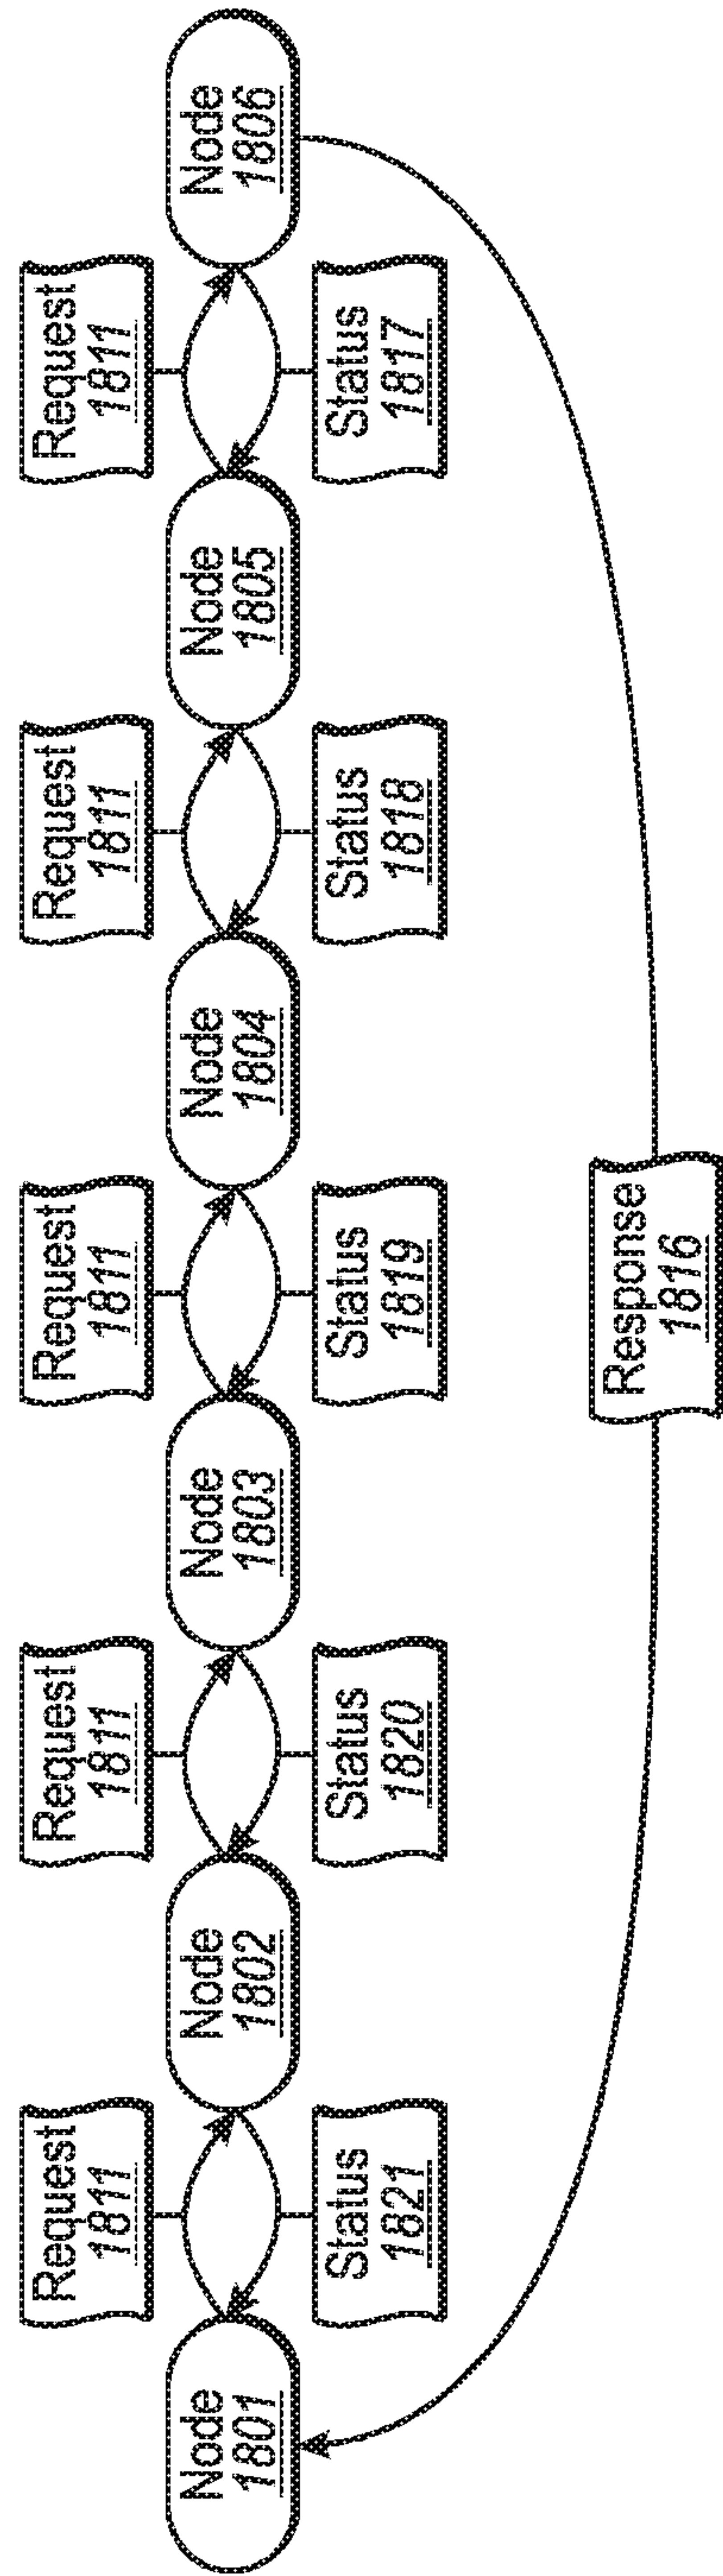 Request
1811
Request
1811
Request
1811
Request
1811
Request
1811
Node
1801
Node
1802
Node
1803
Node
1804
Node
1805
Node
1806
Status
1821
Status
1820
Status
1819
Status
1818
Status
1817
Response
1816